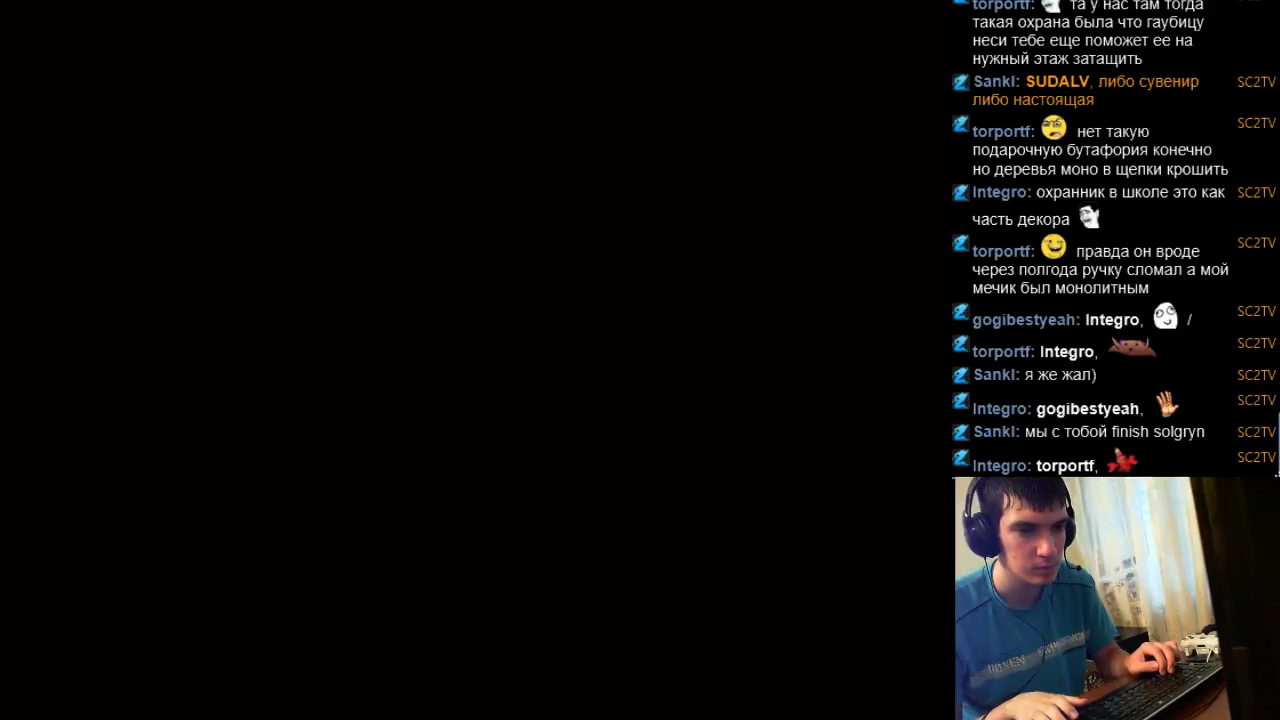 torportf: та у нас там тогда
такая охрана была что гаубицу
неси тебе еще поможет ее на
нужный этаж затащить
SankI: SUDALV, либо сувенир SC2TV
либо настоящая
torportf: нет такую SC2TV
подарочную бутафория конечно
но деревья моно в щепки крошить
Integro: охранник в школе это как SC2TV
часть декора
torportf: правда он вроде SC2TV
через полгода ручку сломал а мой
мечик был монолитным
gogibestyeah: Integro, / SC2TV
torportf: Integro, SC2TV
SankI: я же жал) SC2TV
Integro: gogibestyeah, SC2TV
SankI: мы с тобой finish solgryn SC2TV
Integro: torportf, SC2TV